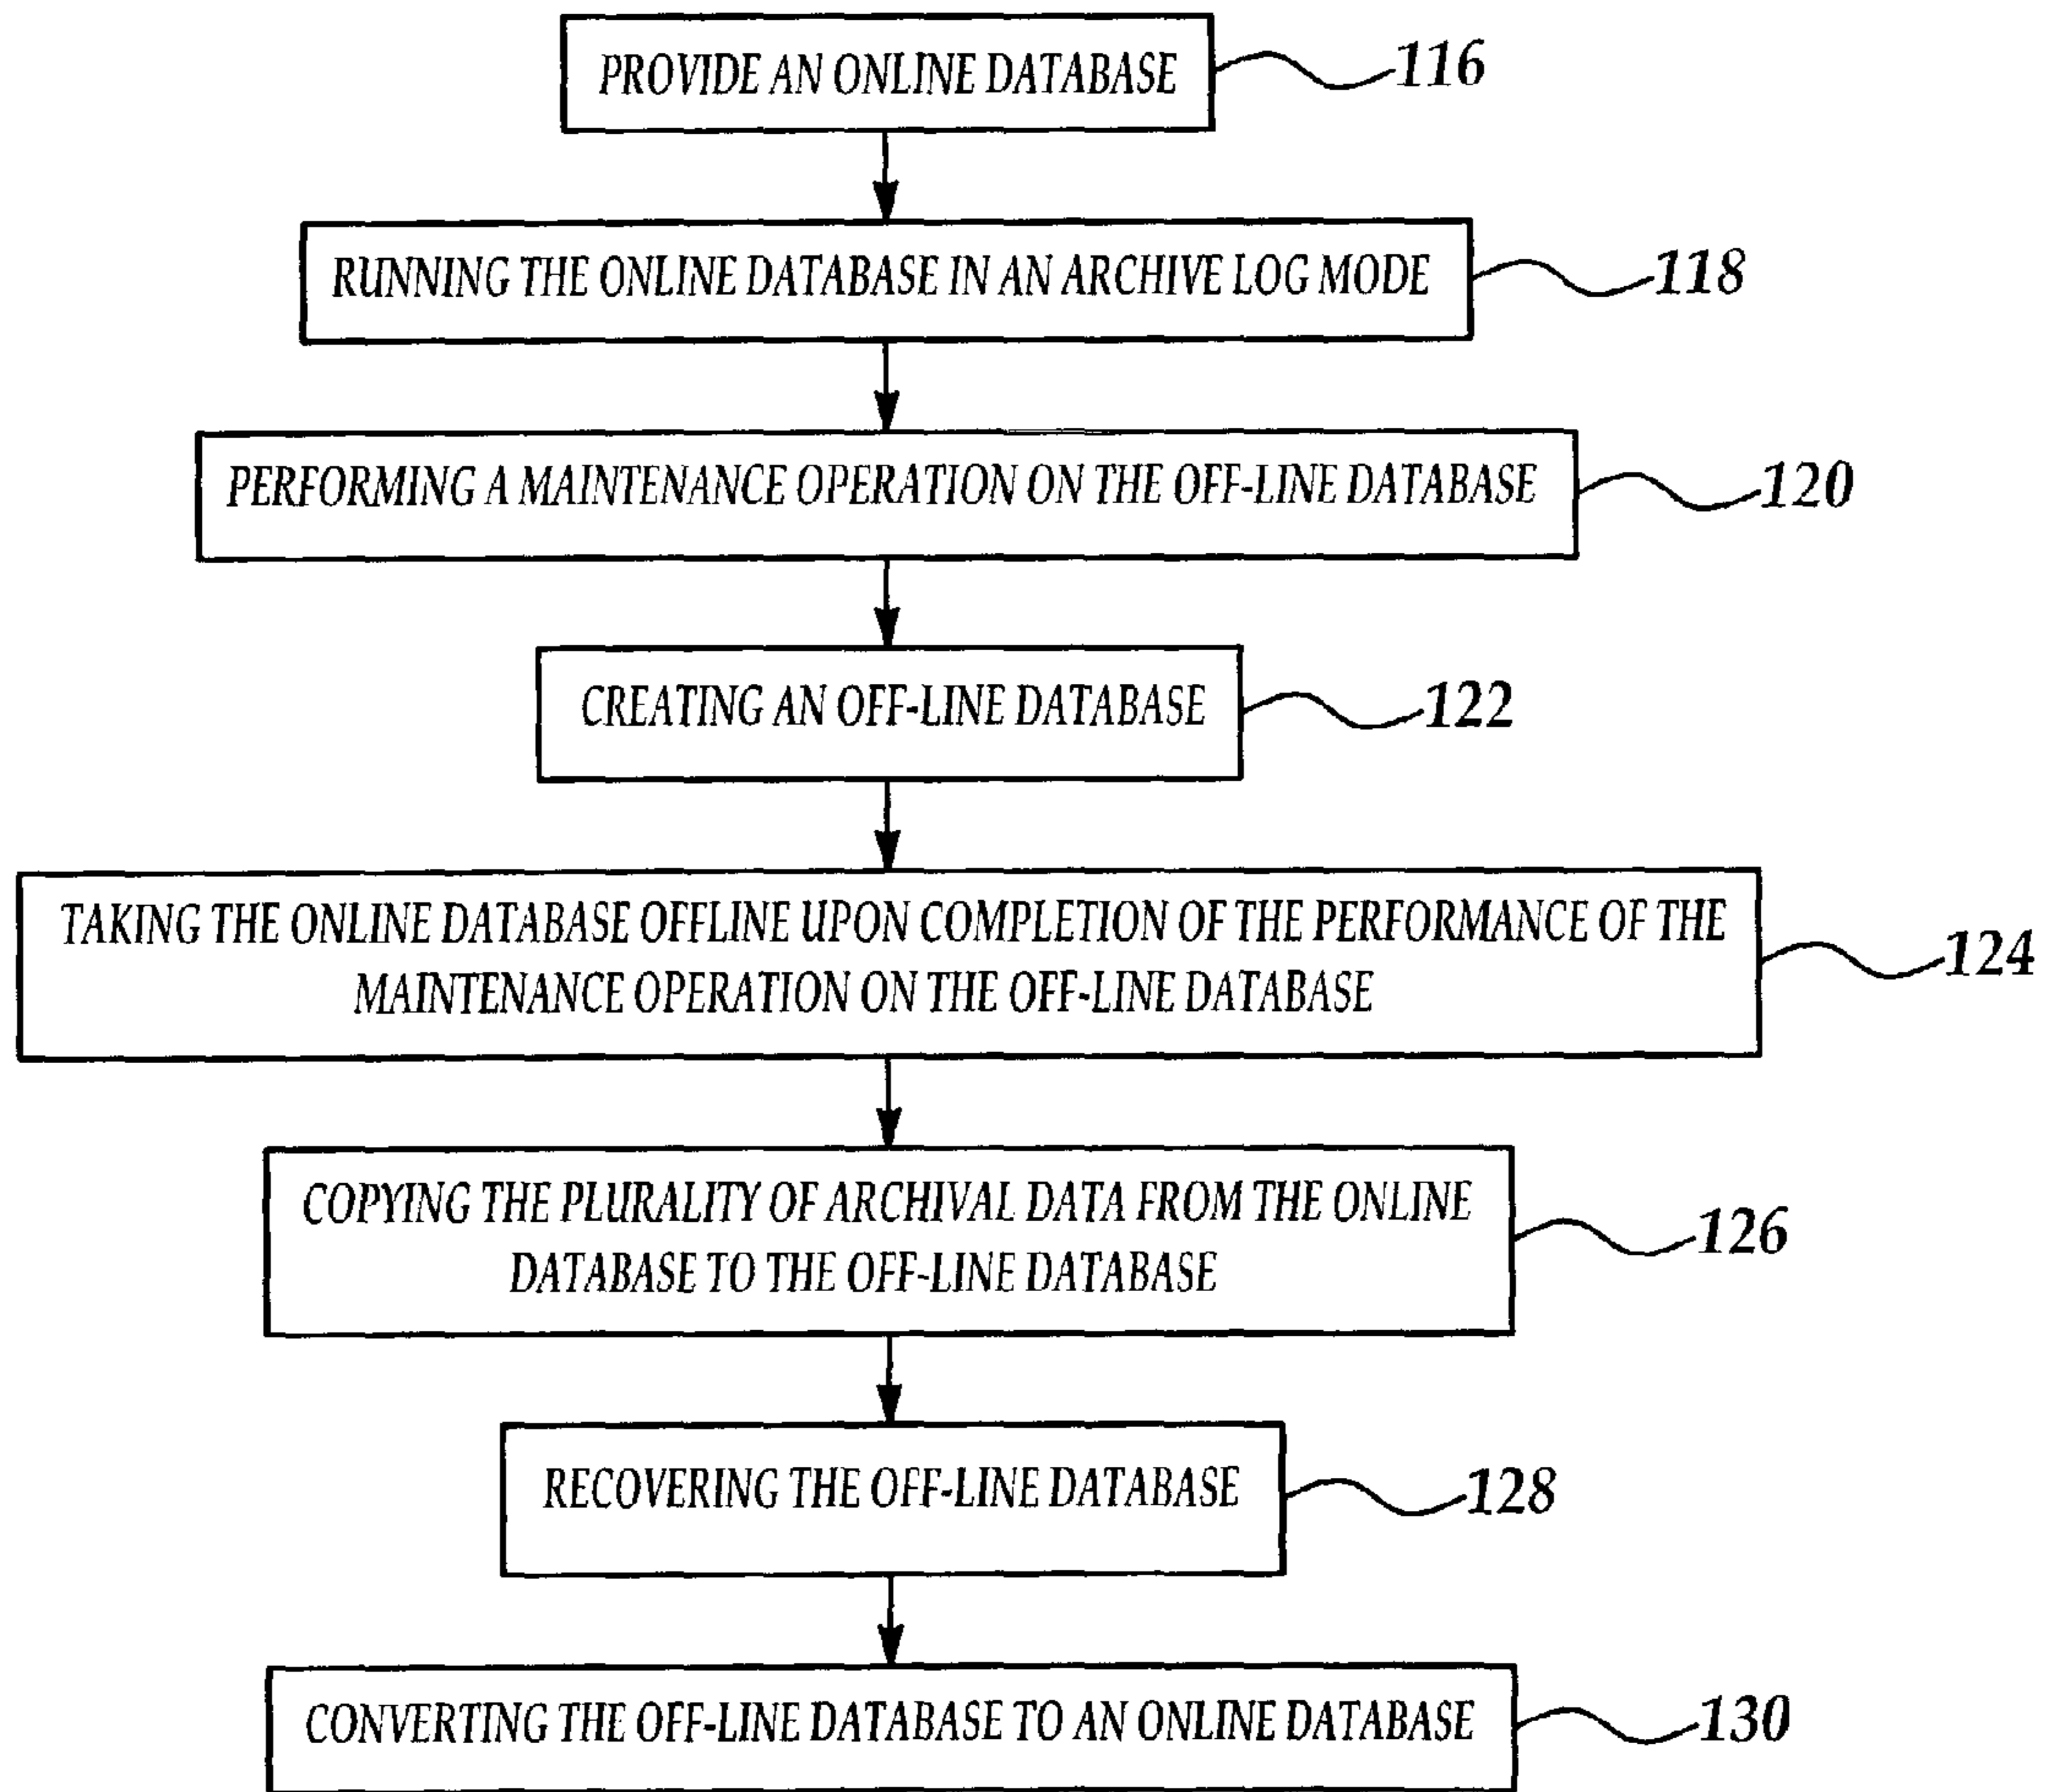 PROVIDE AN ONLINE DATABASE
116
RUNNING THE ONLINE DATABASE IN AN ARCHIVE LOG MODE
118
PERFORMING A MAINTENANCE OPERATION ON THE OFF-LINE DATABASE
120
CREATING AN OFF-LINE DATABASE
122
TAKING THE ONLINE DATABASE OFFLINE UPON COMPLETION OF THE PERFORMANCE OF THE
MAINTENANCE OPERATION ON THE OFF-LINE DATABASE
124
COPYING THE PLURALITY OF ARCHIVAL DATA FROM THE ONLINE
DATABASE TO THE OFF-LINE DATABASE
126
RECOVERING THE OFF-LINE DATABASE
128
CONVERTING THE OFF-LINE DATABASE TO AN ONLINE DATABASE
130